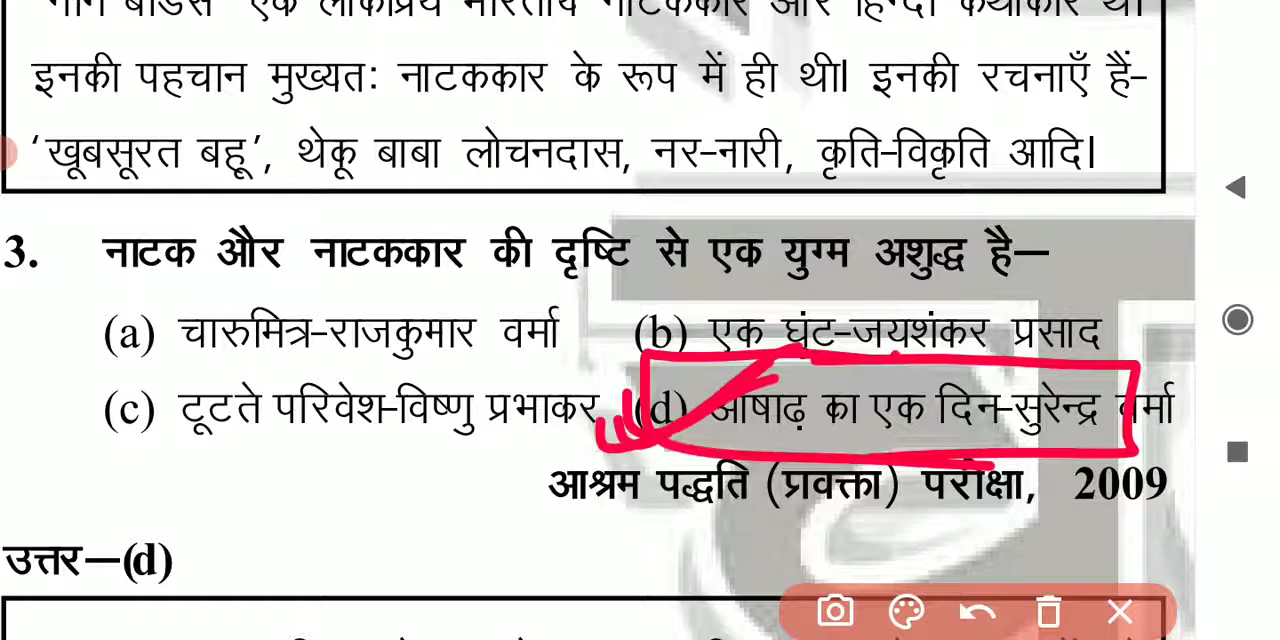 इनकी पहचान मुख्यतः नाटककार के रूप में ही थी। इनकी रचनाएँ हैं-
‘खूबसूरत बहू’, थेकू बाबा लोचनदास, नर-नारी, कृति-विकृति आदि।
3. नाटक और नाटककार की दृष्टि से एक युग्म अशुद्ध है—
(a) चारुमित्र-राजकुमार वर्मा (b) एक घूंट-जयशंकर प्रसाद
(c) टूटते परिवेश-विष्णु प्रभाकर (d) आषाढ़ का एक दिन-सुरेन्द्र वर्मा
आश्रम पद्धति (प्रवक्ता) परीक्षा, 2009
उत्तर—(d)